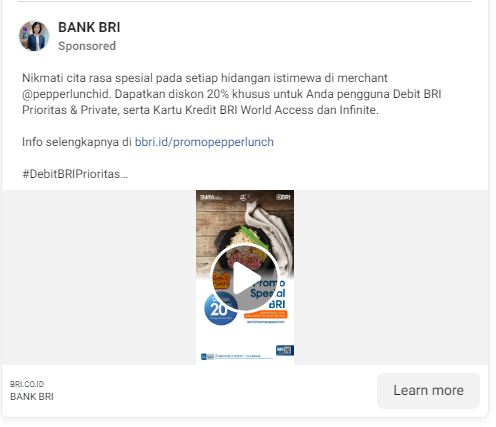 BANK BRI
Sponsored
Nikmati cita rasa spesial pada setiap hidangan istimewa di merchant
@pepperlunchid. Dapatkan diskon 20% khusus untuk Anda pengguna Debit BRI
Prioritas & Private, serta Kartu Kredit BRI World Access dan Infinite.
Info selengkapnya di bbri.id/promopepperlunch
#DebitBRIPrioritas...
BRI
Promo
Spesial
BRI
20%
BRI.CO.ID
BANK BRI
Learn more